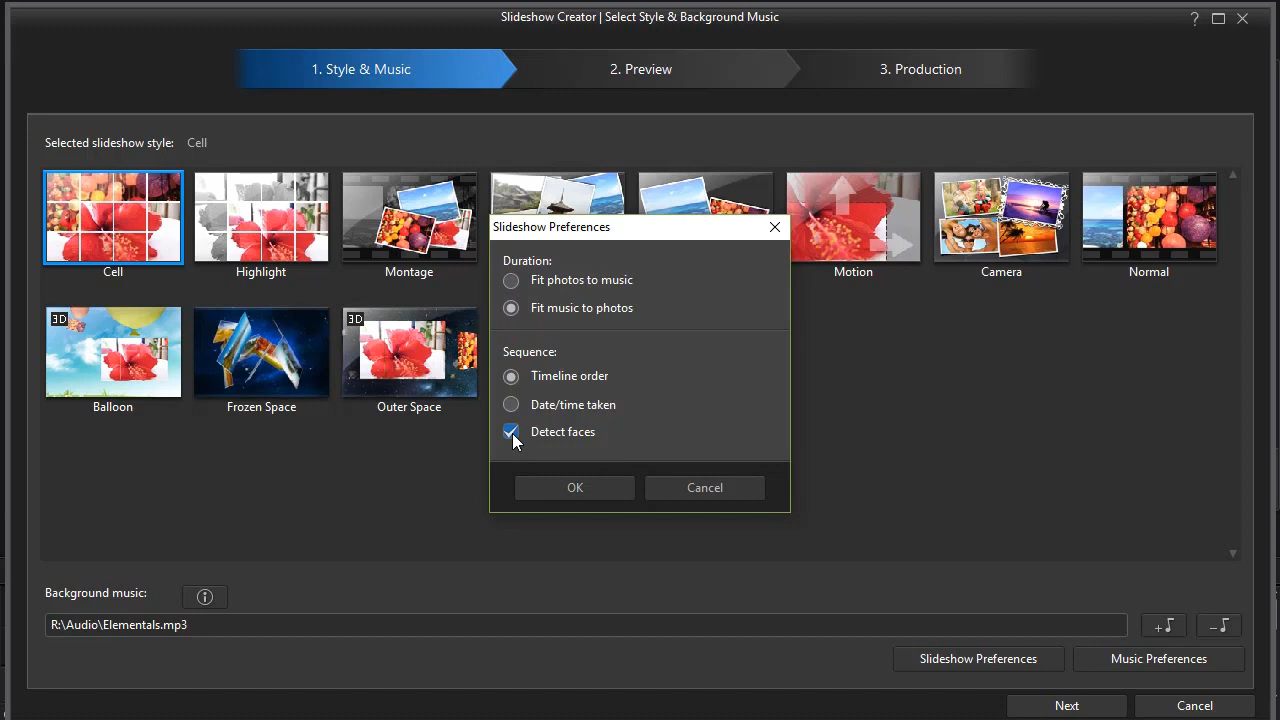 Slideshow Creator | Select Style & Background Music
?
1. Style & Music
2. Preview
3. Production
Selected slideshow style: Cell
Cell
Highlight
Montage
Motion
Camera
Normal
3D
Balloon
Frozen Space
3D
Outer Space
Slideshow Preferences
Duration:
Fit photos to music
Fit music to photos
Sequence:
Timeline order
Date/time taken
Detect faces
OK
Cancel
Background music:
R:\Audio\Elementals.mp3
Slideshow Preferences
Music Preferences
Next
Cancel